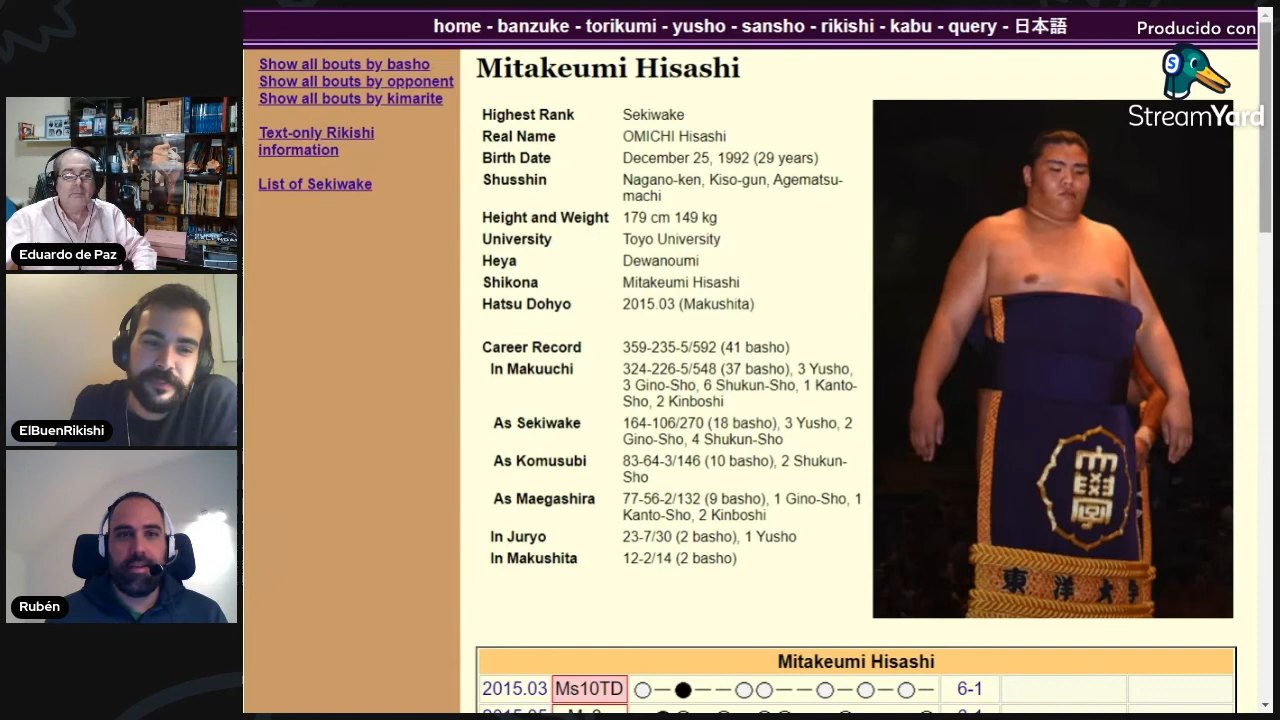 home - banzuke - torikumi - yusho - sansho - rikishi - kabu - query - 日本語
Producido con
StreamYard
Show all bouts by basho
Show all bouts by opponent
Show all bouts by kimarite
Text-only Rikishi
information
List of Sekiwake
Mitakeumi Hisashi
Highest Rank Sekiwake
Real Name OMICHI Hisashi
Birth Date December 25, 1992 (29 years)
Shusshin Nagano-ken, Kiso-gun, Agematsu-
machi
Height and Weight 179 cm 149 kg
University Toyo University
Heya Dewanoumi
Shikona Mitakeumi Hisashi
Hatsu Dohyo 2015.03 (Makushita)
Career Record 359-235-5/592 (41 basho)
In Makuuchi 324-226-5/548 (37 basho), 3 Yusho,
3 Gino-Sho, 6 Shukun-Sho, 1 Kanto-
Sho, 2 Kinboshi
As Sekiwake 164-106/270 (18 basho), 3 Yusho, 2
Gino-Sho, 4 Shukun-Sho
As Komusubi 83-64-3/146 (10 basho), 2 Shukun-
Sho
As Maegashira 77-56-2/132 (9 basho), 1 Gino-Sho, 1
Kanto-Sho, 2 Kinboshi
In Juryo 23-7/30 (2 basho), 1 Yusho
In Makushita 12-2/14 (2 basho)
東洋大学
Mitakeumi Hisashi
2015.03 Ms10TD 6-1
Eduardo de Paz
ElBuenRikishi
Rubén